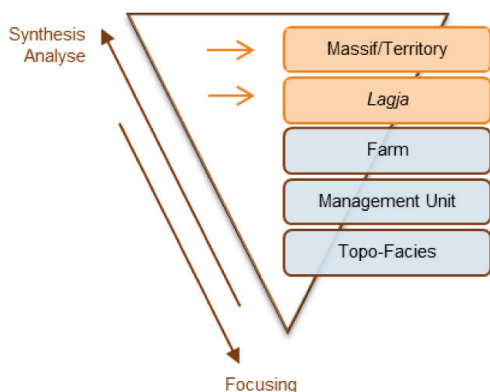 Synthesis
Analyse
Massif/Territory
Lagja
Farm
Management Unit
Topo-Facies
Focusing